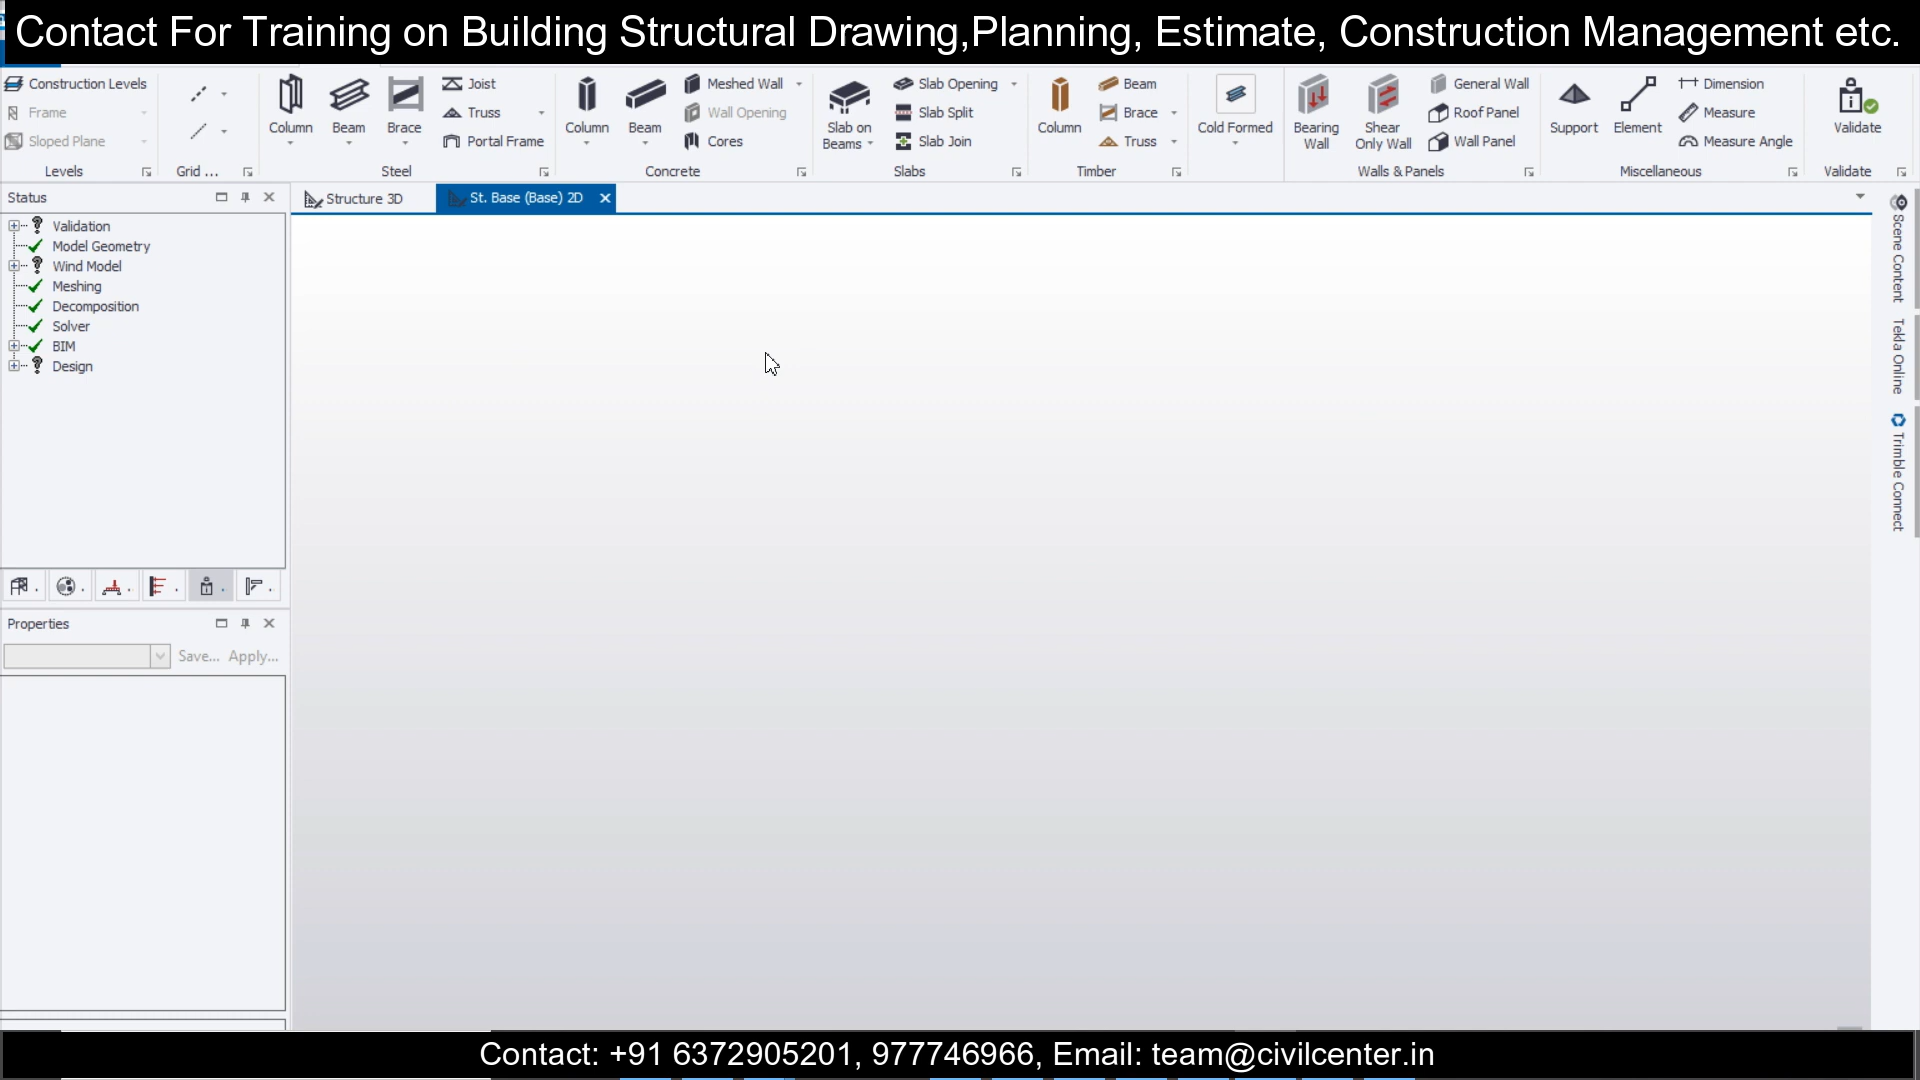 Contact For Training on Building Structural Drawing,Planning, Estimate, Construction Management etc.
Construction Levels
Frame
Sloped Plane
Levels
Grid ...
Column
Beam
Brace
Joist
Truss
Portal Frame
Steel
Column
Beam
Meshed Wall
Wall Opening
Cores
Concrete
Slab on
Beams
Slab Opening
Slab Split
Slab Join
Slabs
Column
Beam
Brace
Truss
Timber
Cold Formed
Bearing
Wall
Shear
Only Wall
General Wall
Roof Panel
Wall Panel
Walls & Panels
Support
Element
Dimension
Measure
Measure Angle
Miscellaneous
Validate
Validate
Status
Structure 3D
St. Base (Base) 2D
Validation
Model Geometry
Wind Model
Meshing
Decomposition
Solver
BIM
Design
Properties
Save... Apply...
Scene Content
Tekla Online
Trimble Connect
Contact: +91 6372905201, 977746966, Email: team@civilcenter.in